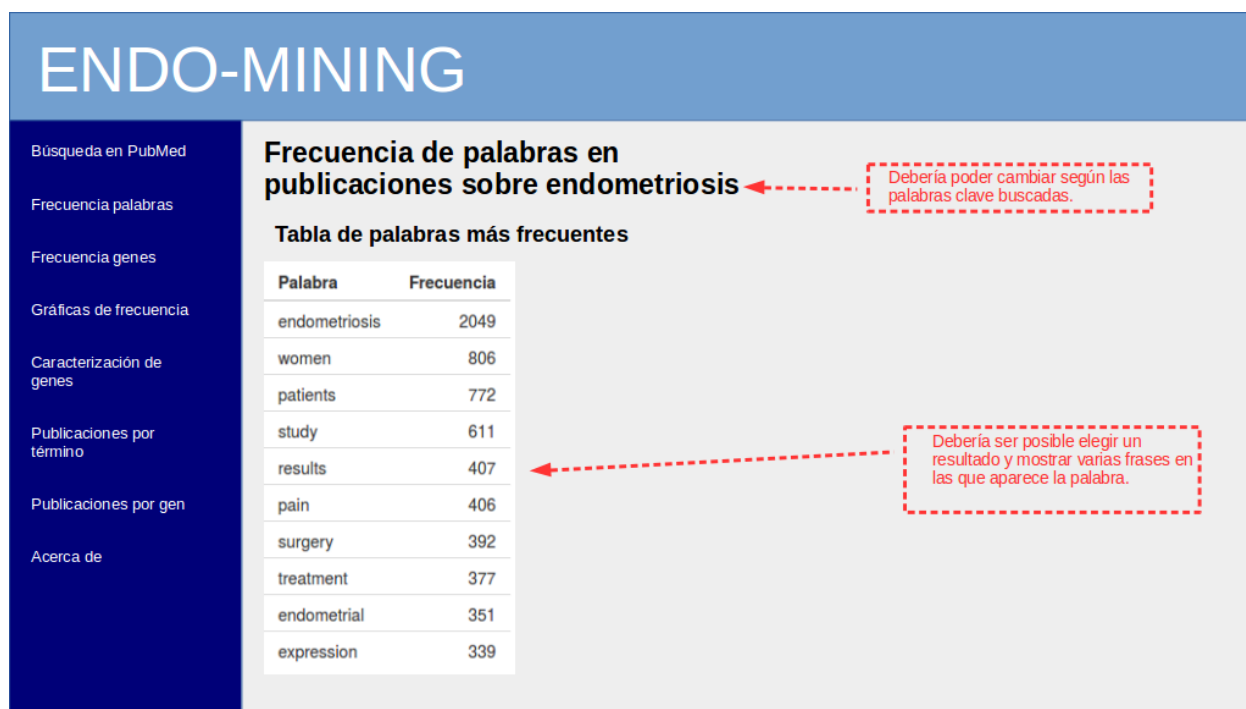 ENDO-MINING
Búsqueda en PubMed
Frecuencia palabras
Frecuencia genes
Gráficas de frecuencia
Caracterización de
genes
Publicaciones por
término
Publicaciones por gen
Acerca de
Frecuencia de palabras en
publicaciones sobre endometriosis
Debería poder cambiar según las
palabras clave buscadas.
Tabla de palabras más frecuentes
Palabra Frecuencia
endometriosis 2049
women 806
patients 772
study 611
results 407
pain 406
surgery 392
treatment 377
endometrial 351
expression 339
Debería ser posible elegir un
resultado y mostrar varias frases en
las que aparece la palabra.